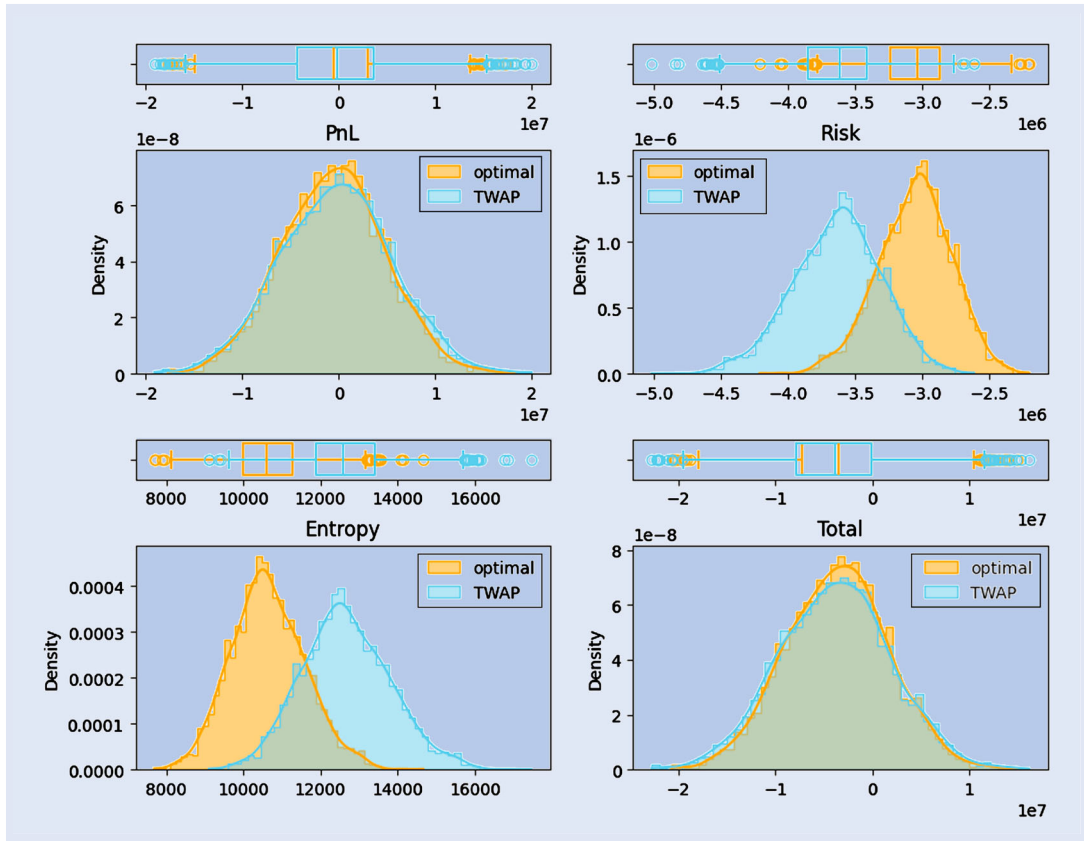 −2 −1 0 1 2
1e7
−5.0 −4.5 −4.0 −3.5 −3.0 −2.5
1e6
1e−8 PnL
optimal
TWAP
6
4
2
0
Density
−2 −1 0 1 2
1e7
1e−6 Risk
optimal
TWAP
1.5
1.0
0.5
0.0
Density
−5.0 −4.5 −4.0 −3.5 −3.0 −2.5
1e6
8000 10000 12000 14000 16000
−2 −1 0 1
1e7
Entropy
optimal
TWAP
0.0004
0.0003
0.0002
0.0001
0.0000
Density
8000 10000 12000 14000 16000
1e−8 Total
optimal
TWAP
8
6
4
2
0
Density
−2 −1 0 1
1e7